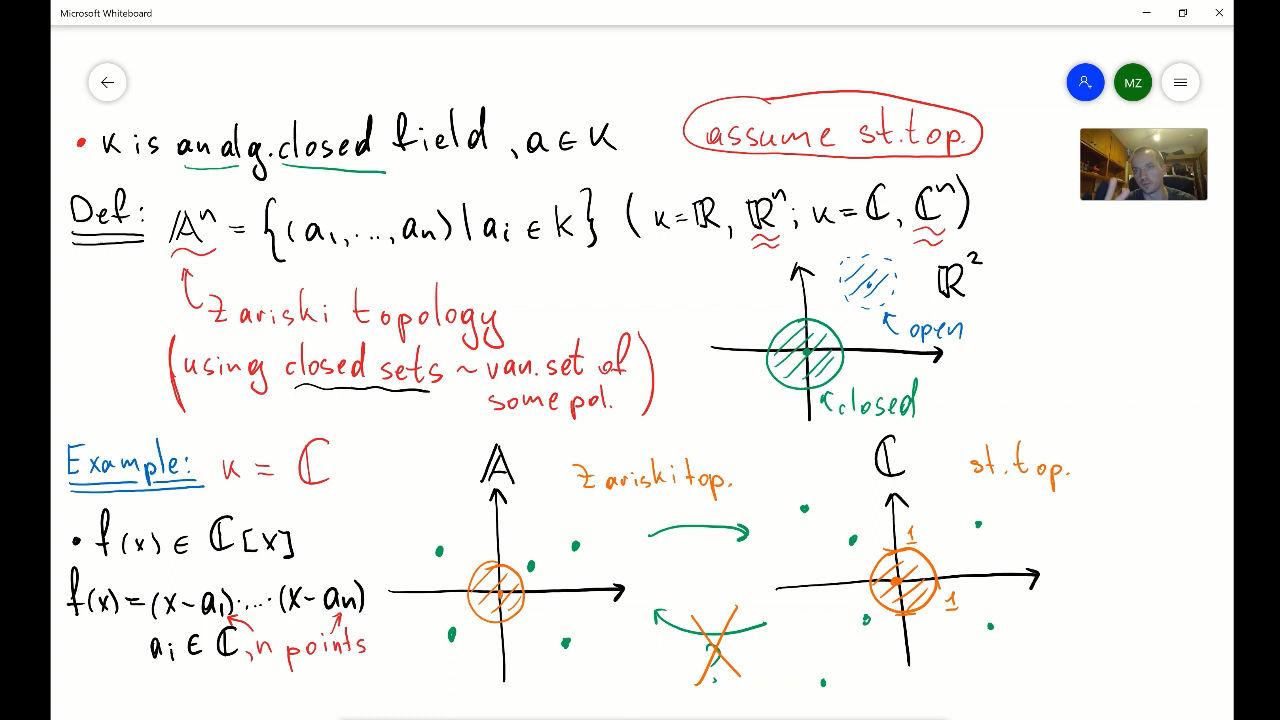 Microsoft Whiteboard
MZ
• K is analg.closed field, a ∈ K
assume st.top.
Def: 𝔸ⁿ = {(a₁,...,aₙ) | aᵢ ∈ K} (K=ℝ, ℝⁿ; K=ℂ, ℂⁿ)
ℝ²
open
closed
Zariski topology
(using closed sets ~ van. set of
some pol.)
Example: K = ℂ
𝔸
Zariski top.
ℂ
st.top.
• f(x) ∈ ℂ[x]
f(x) = (x-a₁)·...·(x-aₙ)
aᵢ ∈ ℂ, n points
?
1
1